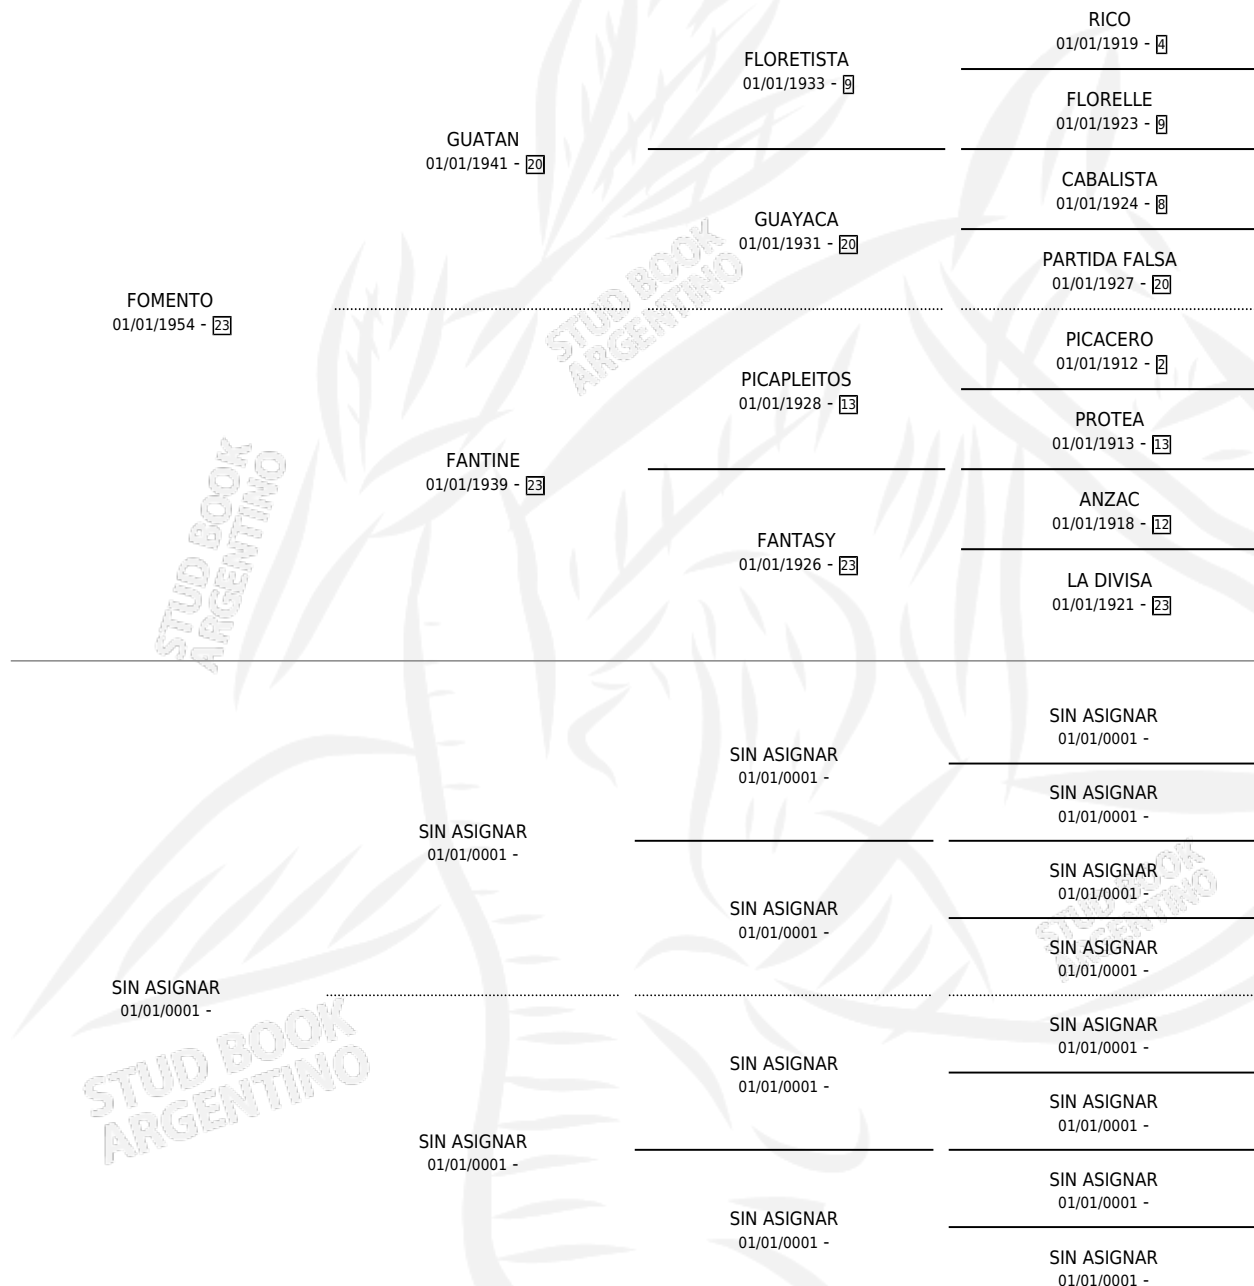 RICO
01/01/1919 - 4
FLORETISTA
01/01/1933 - 9
FLORELLE
01/01/1923 - 9
GUATAN
01/01/1941 - 20
CABALISTA
01/01/1924 - 8
GUAYACA
01/01/1931 - 20
PARTIDA FALSA
01/01/1927 - 20
FOMENTO
01/01/1954 - 23
PICACERO
01/01/1912 - 2
PICAPLEITOS
01/01/1928 - 13
PROTEA
01/01/1913 - 13
FANTINE
01/01/1939 - 23
ANZAC
01/01/1918 - 12
FANTASY
01/01/1926 - 23
LA DIVISA
01/01/1921 - 23
STUD BOOK
ARGENTINO
STUD BOOK
ARGENTINO
SIN ASIGNAR
01/01/0001 -
SIN ASIGNAR
01/01/0001 -
SIN ASIGNAR
01/01/0001 -
SIN ASIGNAR
01/01/0001 -
SIN ASIGNAR
01/01/0001 -
SIN ASIGNAR
01/01/0001 -
SIN ASIGNAR
01/01/0001 -
SIN ASIGNAR
01/01/0001 -
SIN ASIGNAR
01/01/0001 -
SIN ASIGNAR
01/01/0001 -
SIN ASIGNAR
01/01/0001 -
SIN ASIGNAR
01/01/0001 -
SIN ASIGNAR
01/01/0001 -
SIN ASIGNAR
01/01/0001 -
SIN ASIGNAR
01/01/0001 -
STUD BOOK
ARGENTINO
STUD BOOK
ARGENTINO